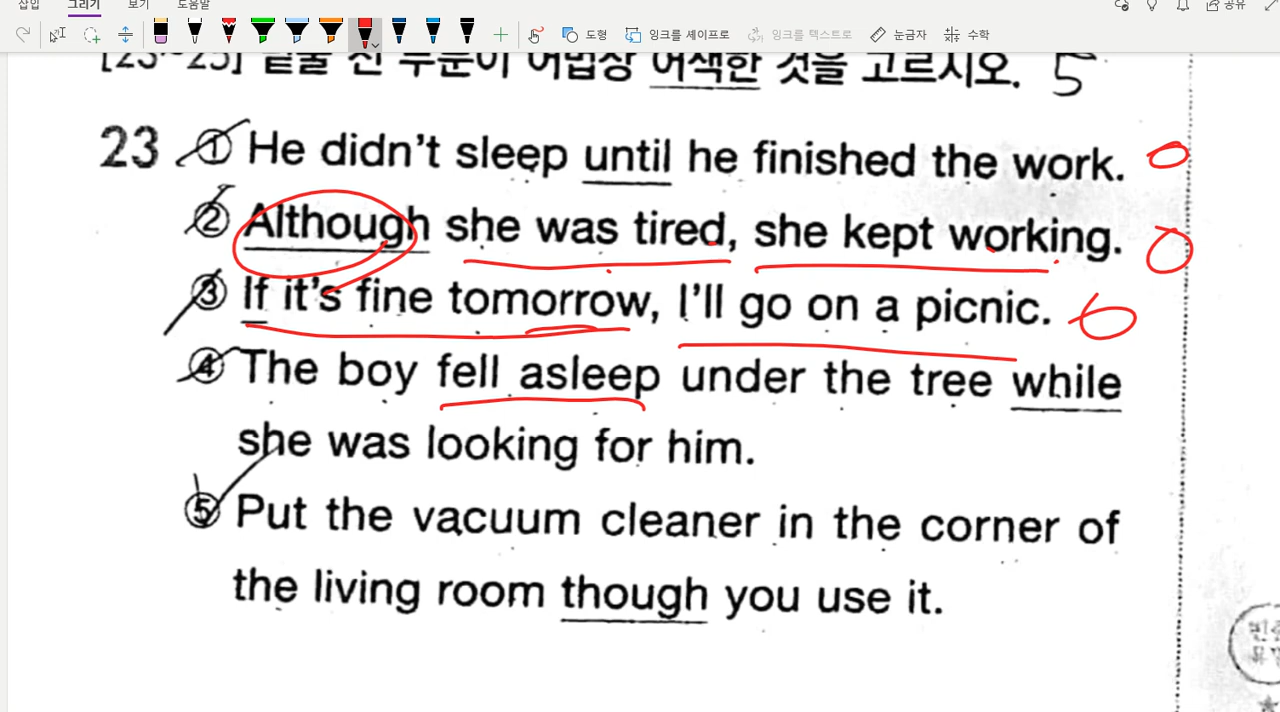 삽입 그리기 보기 도움말
공유
도형 잉크를 셰이프로 잉크를 텍스트로 눈금자 수학
[23~25] 밑줄 친 부분이 어법상 어색한 것을 고르시오. 5
23 ① He didn't sleep until he finished the work.
② Although she was tired, she kept working.
③ If it's fine tomorrow, I'll go on a picnic.
④ The boy fell asleep under the tree while
she was looking for him.
⑤ Put the vacuum cleaner in the corner of
the living room though you use it.